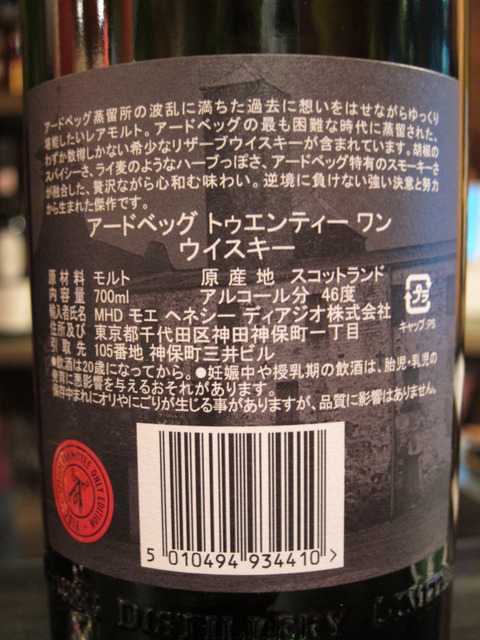 アードベッグ蒸留所の波乱に満ちた過去に想いをはせながらゆっくり
堪能したいレアモルト。アードベッグの最も困難な時代に蒸留された、
わずか数樽しかない希少なリザーブウイスキーが含まれています。胡椒の
スパイシーさ、ライ麦のようなハーブっぽさ、アードベッグ特有のスモーキーさ
が融合した、贅沢ながら心和む味わい。逆境に負けない強い決意と努力
から生まれた傑作です。
アードベッグ トゥエンティー ワン
ウイスキー
原材料 モルト 原産地 スコットランド
内容量 700ml アルコール分 46度
輸入者氏名 MHD モエ ヘネシー ディアジオ株式会社
住所及び 東京都千代田区神田神保町一丁目
引取先 105番地 神保町三井ビル
プラ
キャップ:PS
●飲酒は20歳になってから。●妊娠中や授乳期の飲酒は、胎児・乳児の
発育に悪影響を与えるおそれがあります。
保存中まれにオリやにごりが生じる事がありますが、品質に影響はありません。
COMMITTEE ONLY EDITION
5 010494 934410 >
DISTILLERY LIMITED